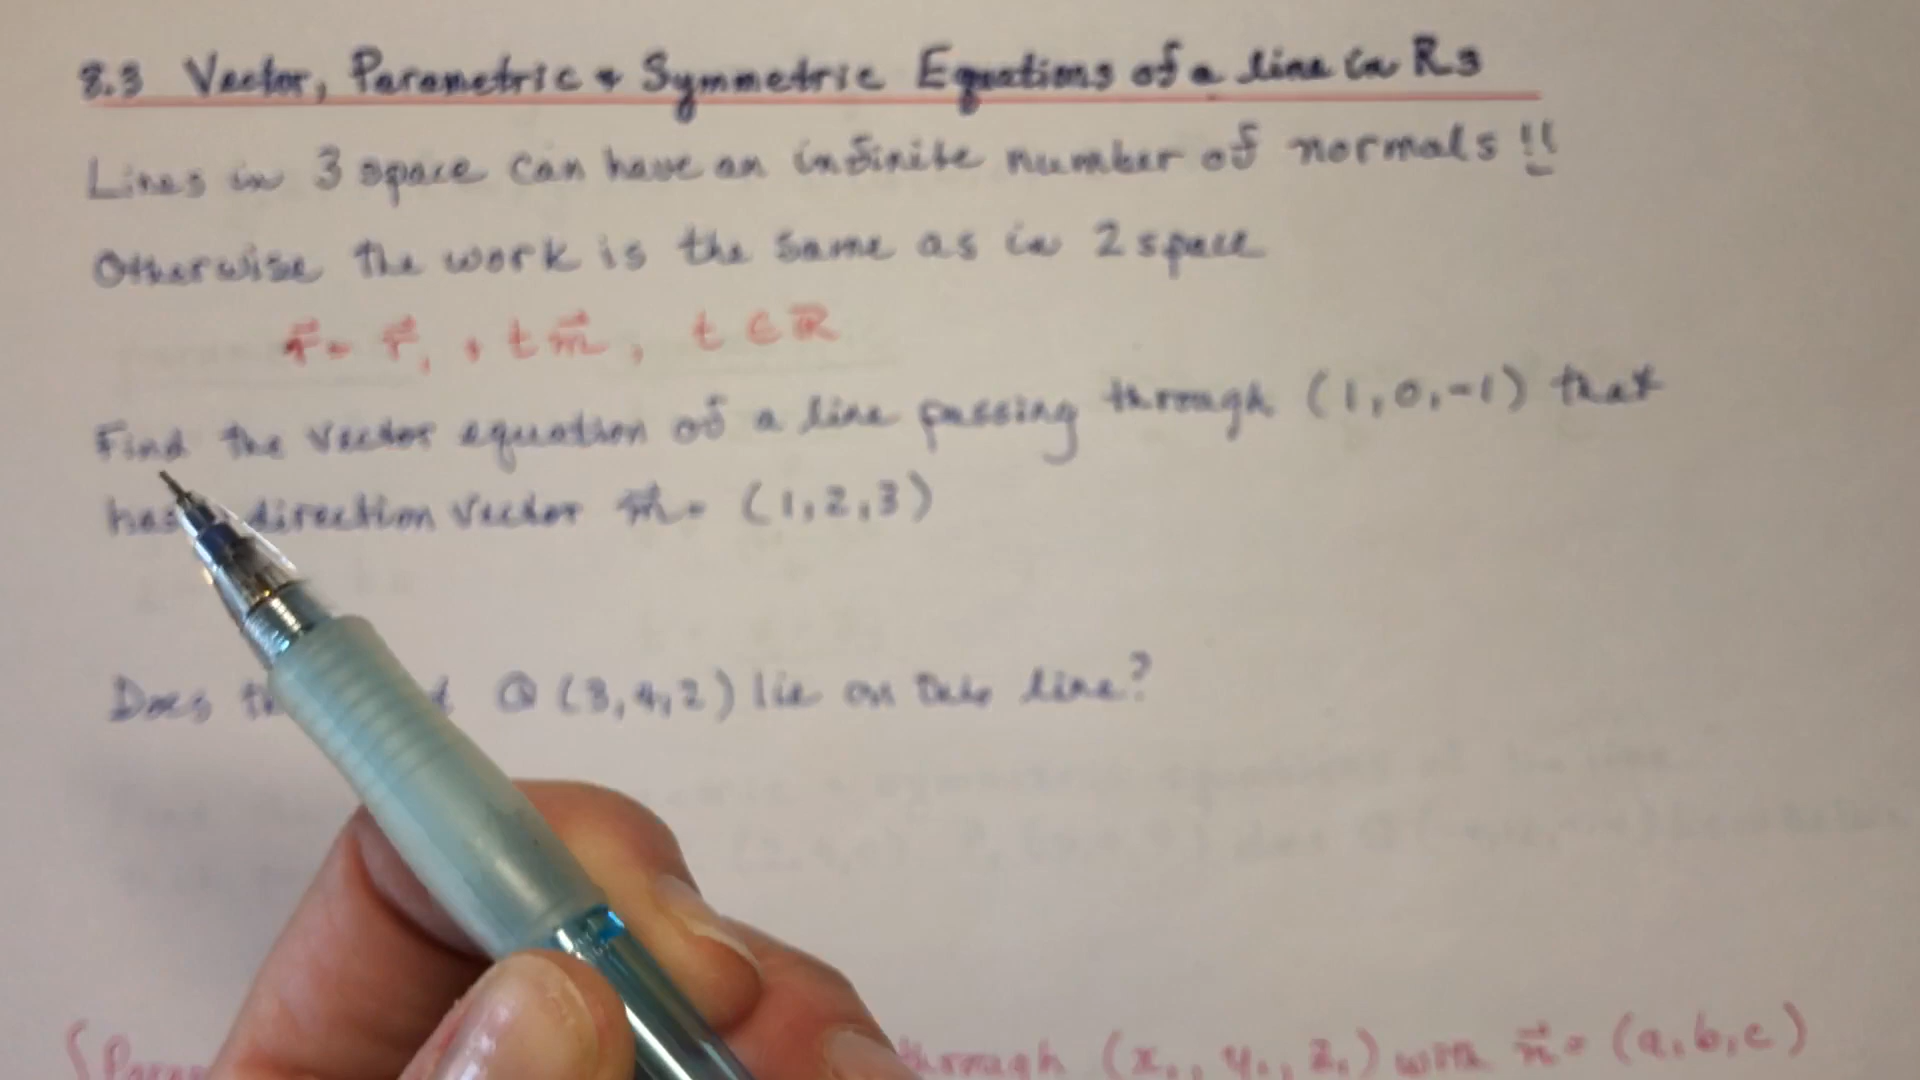 8.3 Vector, Parametric + Symmetric Equations of a line in R3
Lines in 3 space can have an infinite number of normals !!
Otherwise the work is the same as in 2 space
r⃗ = r⃗₁ + t m⃗, t ∈ ℝ
Find the vector equation of a line passing through (1,0,-1) that
has direction vector m⃗ = (1,2,3)
Does Q (3,4,2) lie on this line?
through (x₁, y₁, z₁) with = (a,b,c)